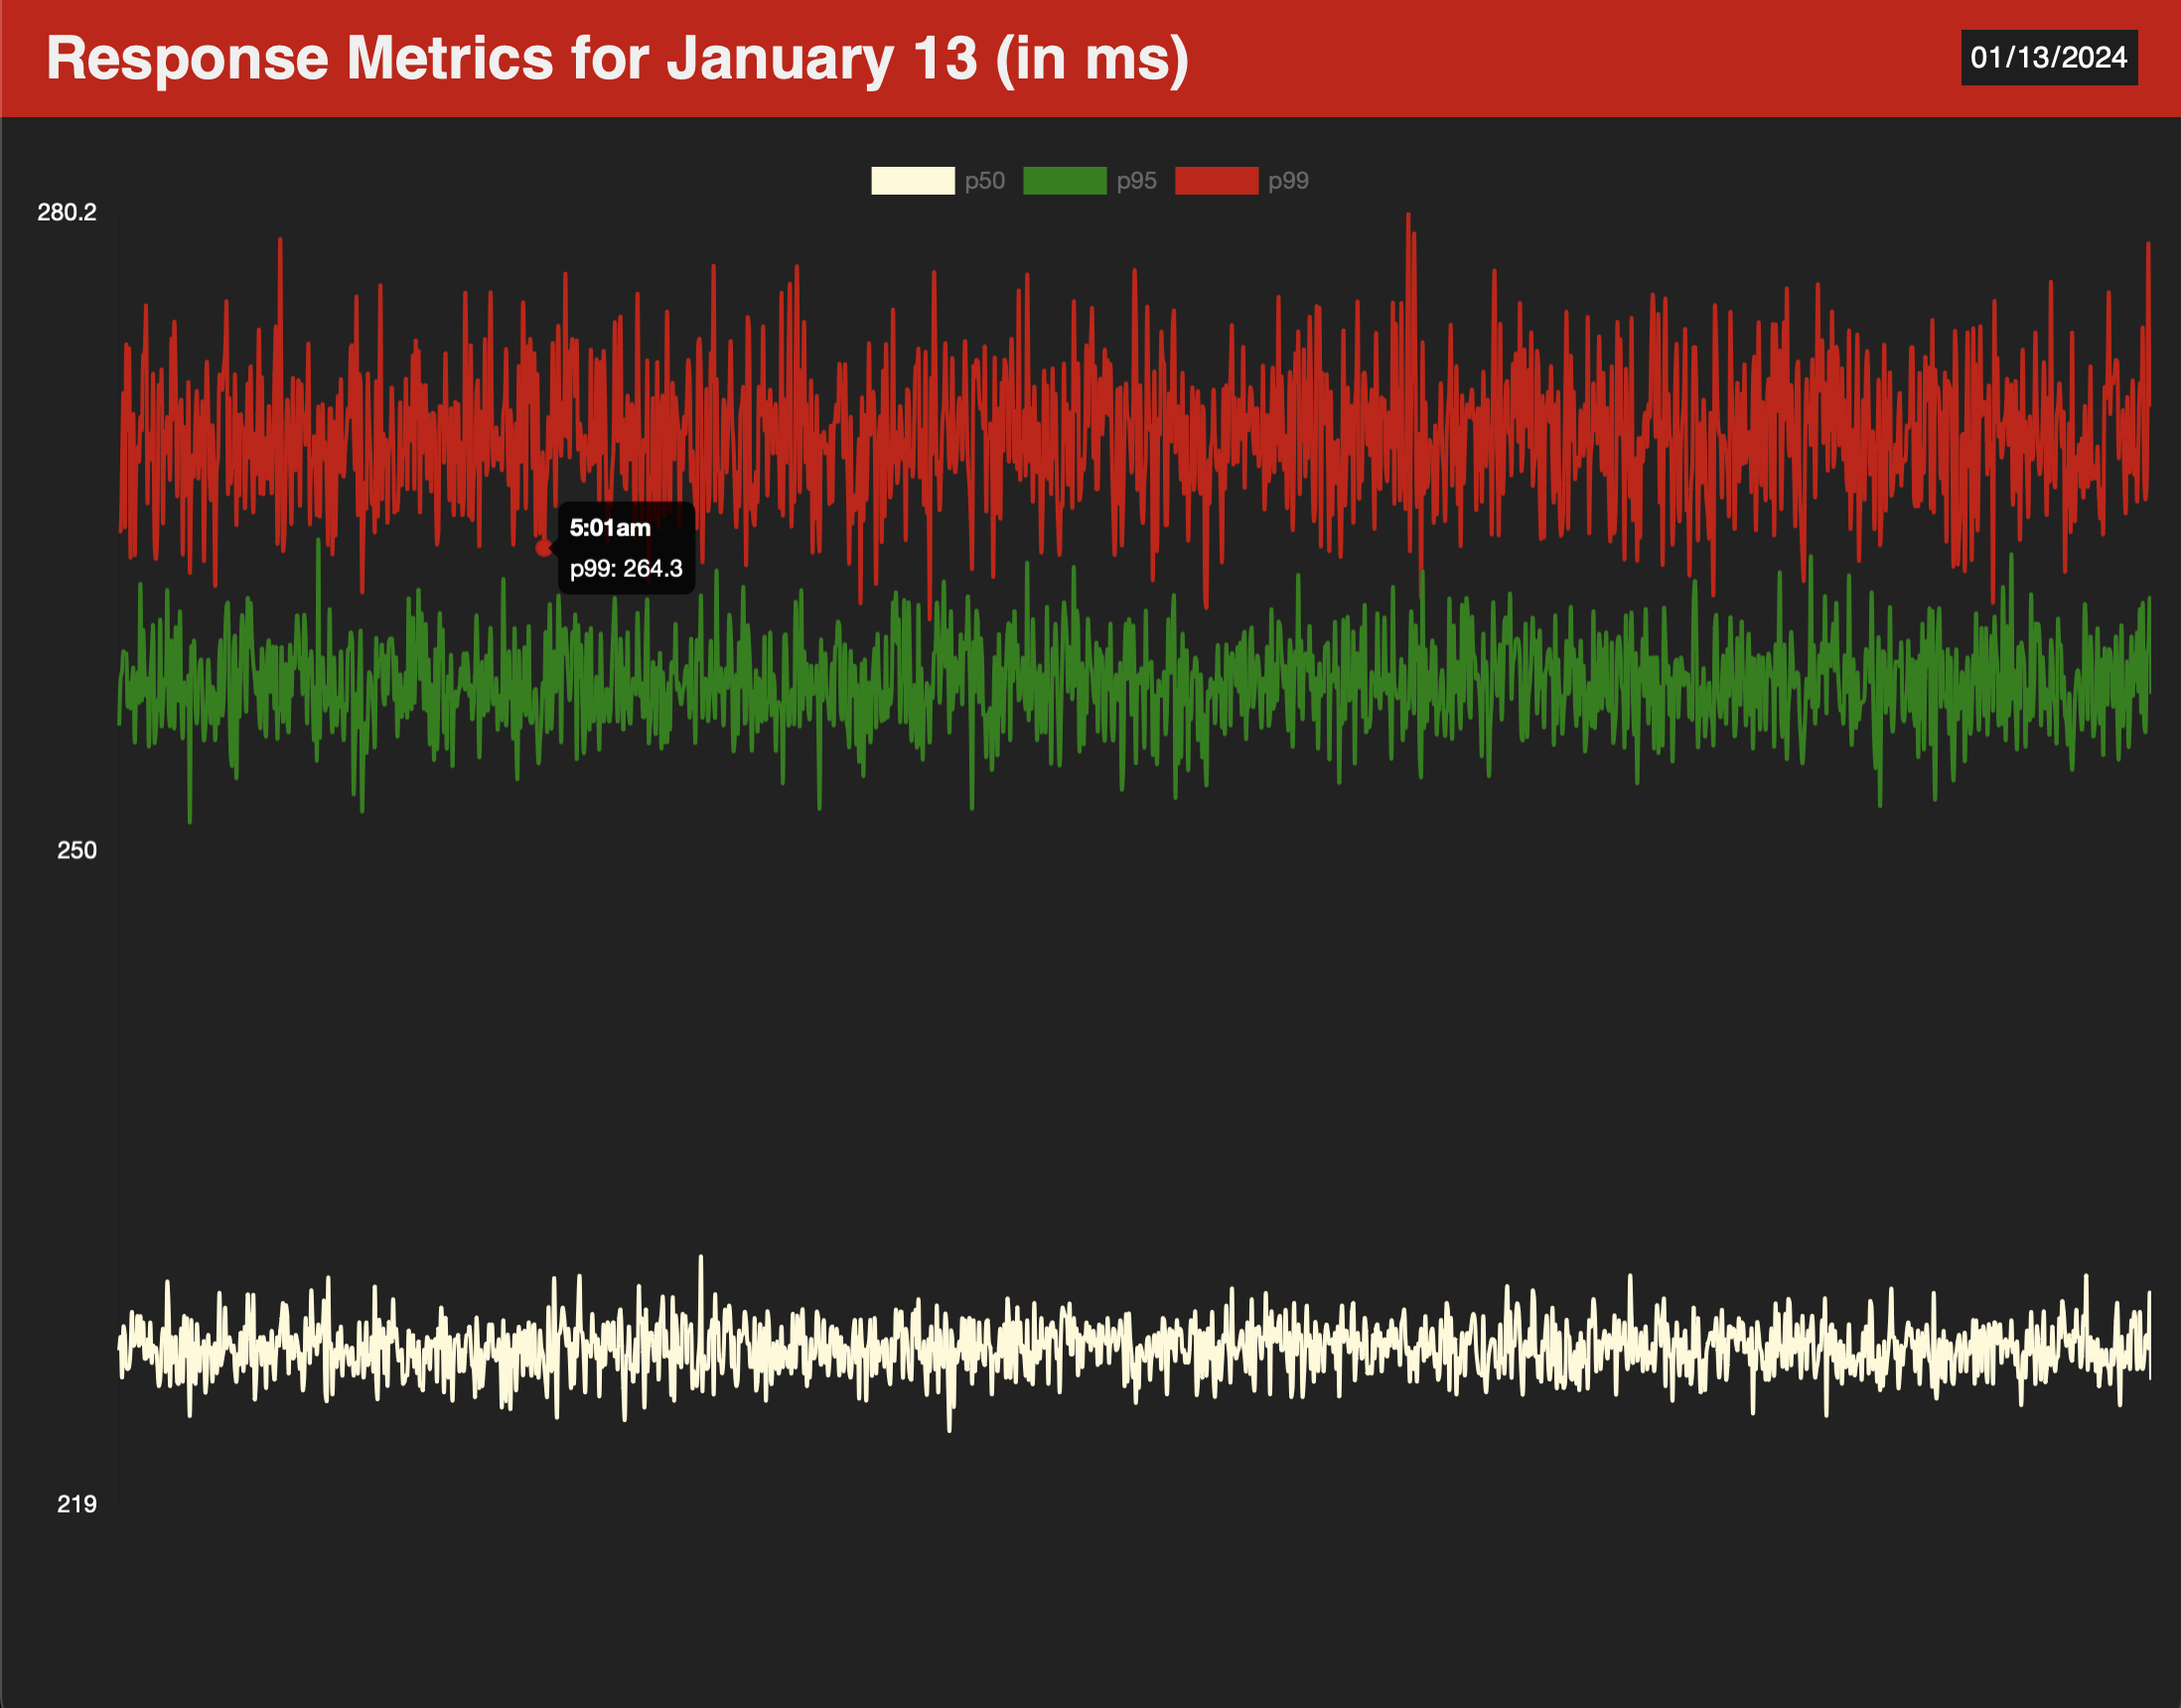 Response Metrics for January 13 (in ms)
01/13/2024
p50 p95 p99
280.2
5:01am
p99: 264.3
250
219